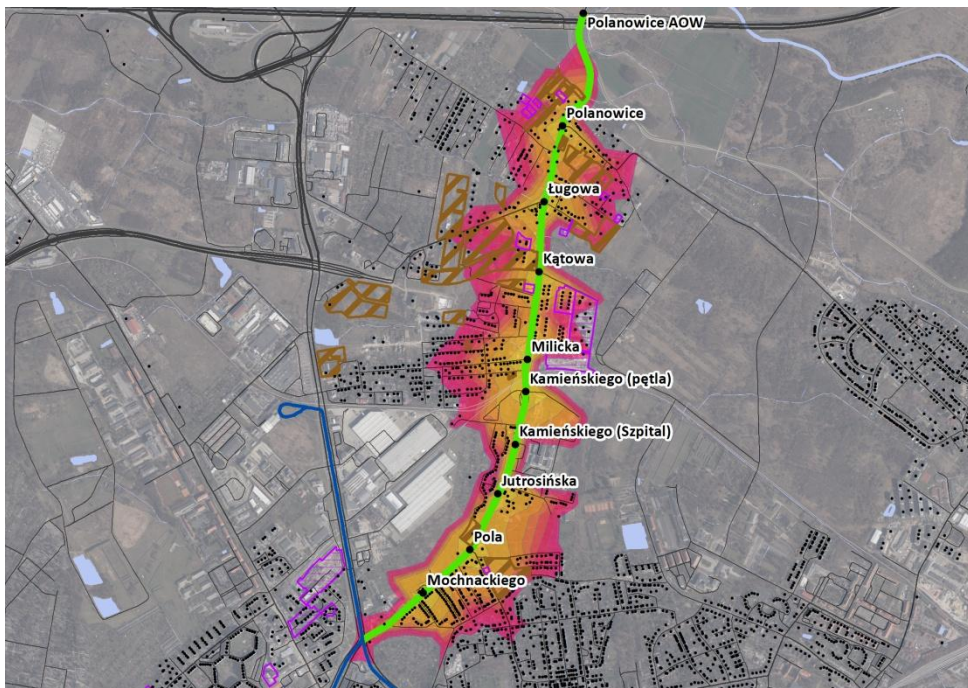 Polanowice AOW
Polanowice
Ługowa
Kątowa
Milicka
Kamieńskiego (pętla)
Kamieńskiego (Szpital)
Jutrosińska
Pola
Mochnackiego